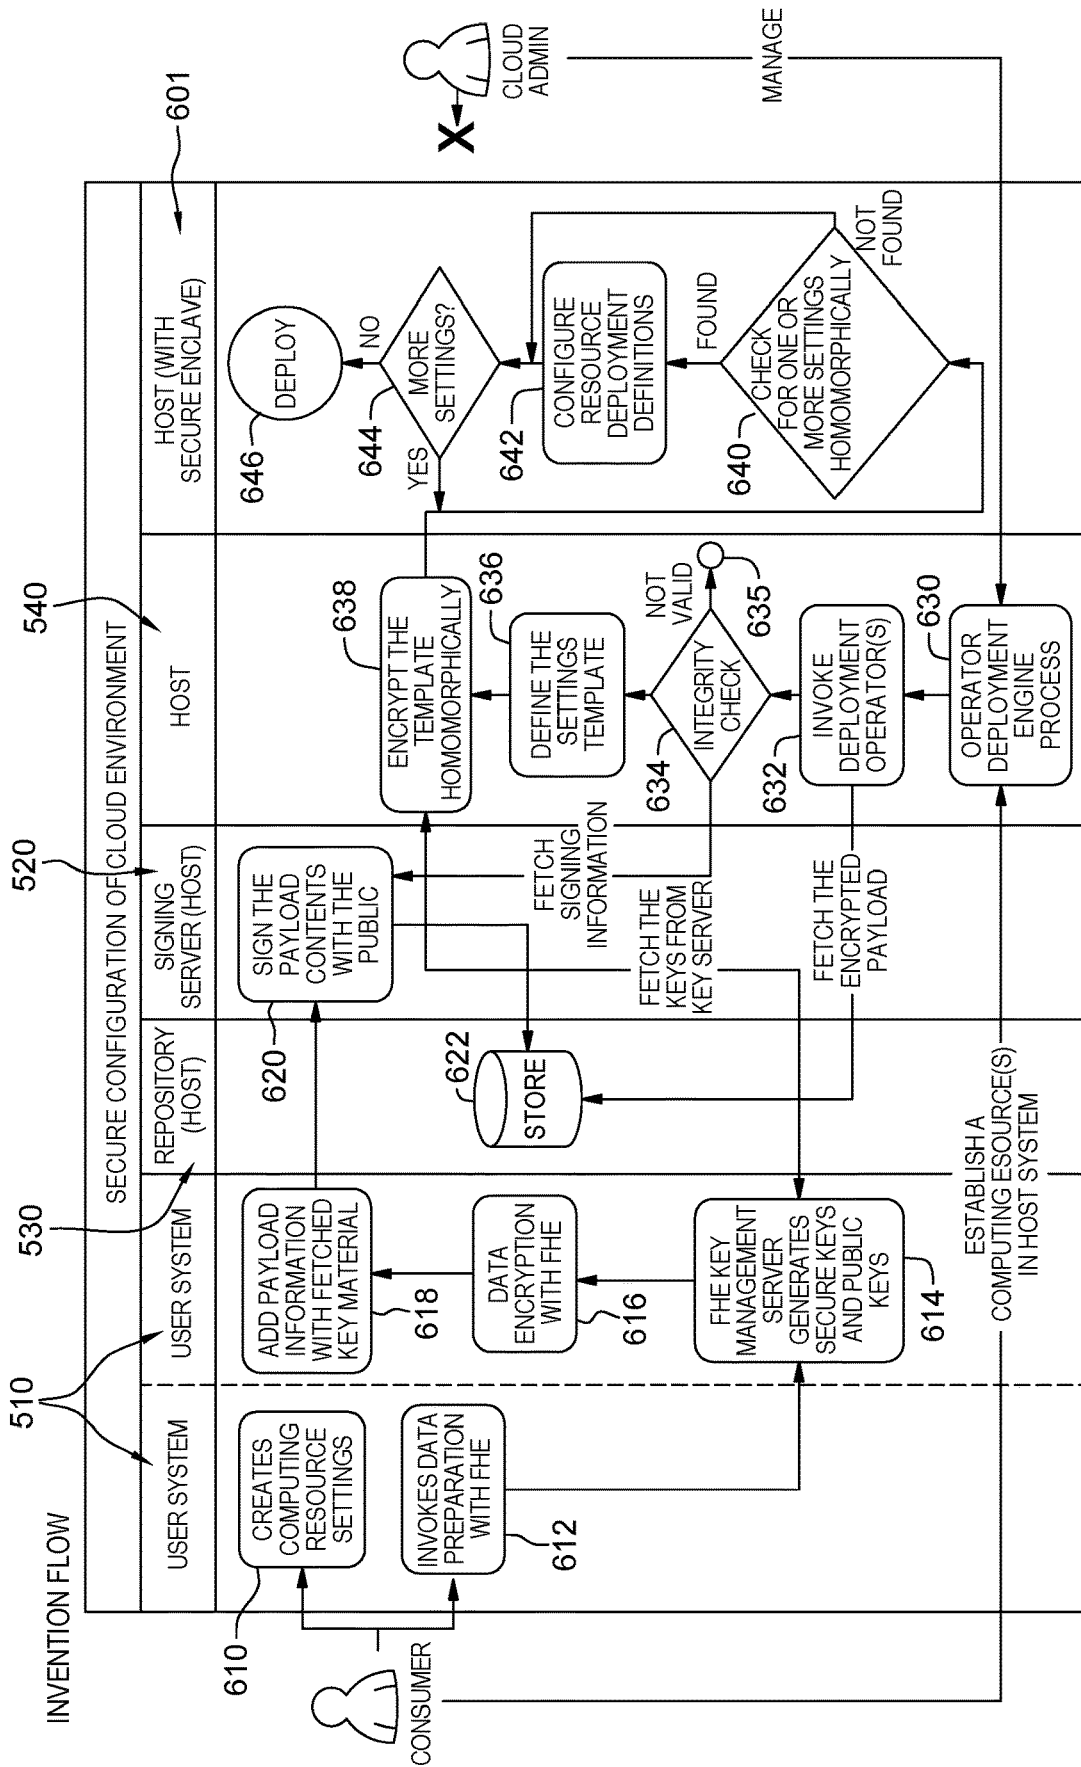 INVENTION FLOW
SECURE CONFIGURATION OF CLOUD ENVIRONMENT
510
530
520
540
601
USER SYSTEM
USER SYSTEM
REPOSITORY
(HOST)
SIGNING
SERVER (HOST)
HOST
HOST (WITH
SECURE ENCLAVE)
CONSUMER
610
CREATES
COMPUTING
RESOURCE
SETTINGS
INVOKES DATA
PREPARATION
WITH FHE
612
ADD PAYLOAD
INFORMATION
WITH FETCHED
KEY MATERIAL
618
DATA
ENCRYPTION
WITH FHE
616
FHE KEY
MANAGEMENT
SERVER
GENERATES
SECURE KEYS
AND PUBLIC
KEYS
614
622
STORE
620
SIGN THE
PAYLOAD
CONTENTS
WITH THE
PUBLIC
FETCH
SIGNING
INFORMATION
FETCH THE
KEYS FROM
KEY SERVER
FETCH THE
ENCRYPTED
PAYLOAD
ESTABLISH A
COMPUTING ESOURCE(S)
IN HOST SYSTEM
638
ENCRYPT THE
TEMPLATE
HOMOMORPHICALLY
636
DEFINE THE
SETTINGS
TEMPLATE
634
INTEGRITY
CHECK
NOT
VALID
635
632
INVOKE
DEPLOYMENT
OPERATOR(S)
630
OPERATOR
DEPLOYMENT
ENGINE
PROCESS
646
DEPLOY
NO
644
MORE
SETTINGS?
YES
642
CONFIGURE
RESOURCE
DEPLOYMENT
DEFINITIONS
FOUND
640
CHECK
FOR ONE OR
MORE SETTINGS
HOMOMORPHICALLY
NOT
FOUND
X
CLOUD
ADMIN
MANAGE